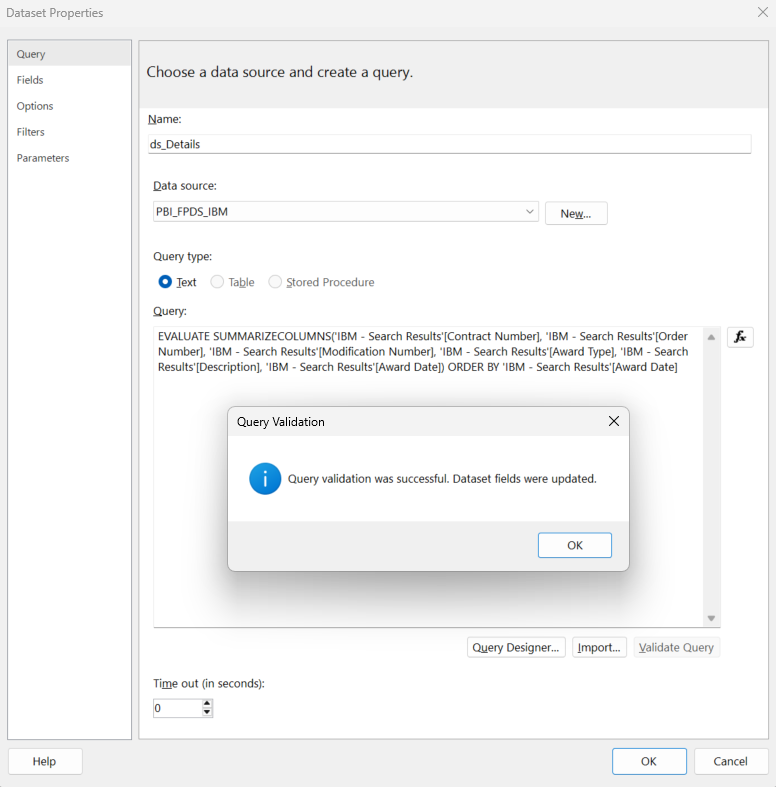 Dataset Properties
Query
Fields
Options
Filters
Parameters
Choose a data source and create a query.
Name:
ds_Details
Data source:
PBI_FPDS_IBM
New...
Query type:
Text
Table
Stored Procedure
Query:
EVALUATE SUMMARIZECOLUMNS('IBM - Search Results'[Contract Number], 'IBM - Search Results'[Order
Number], 'IBM - Search Results'[Modification Number], 'IBM - Search Results'[Award Type], 'IBM - Search
Results'[Description], 'IBM - Search Results'[Award Date]) ORDER BY 'IBM - Search Results'[Award Date]
fx
Query Validation
Query validation was successful. Dataset fields were updated.
OK
Query Designer...
Import...
Validate Query
Time out (in seconds):
0
Help
OK
Cancel